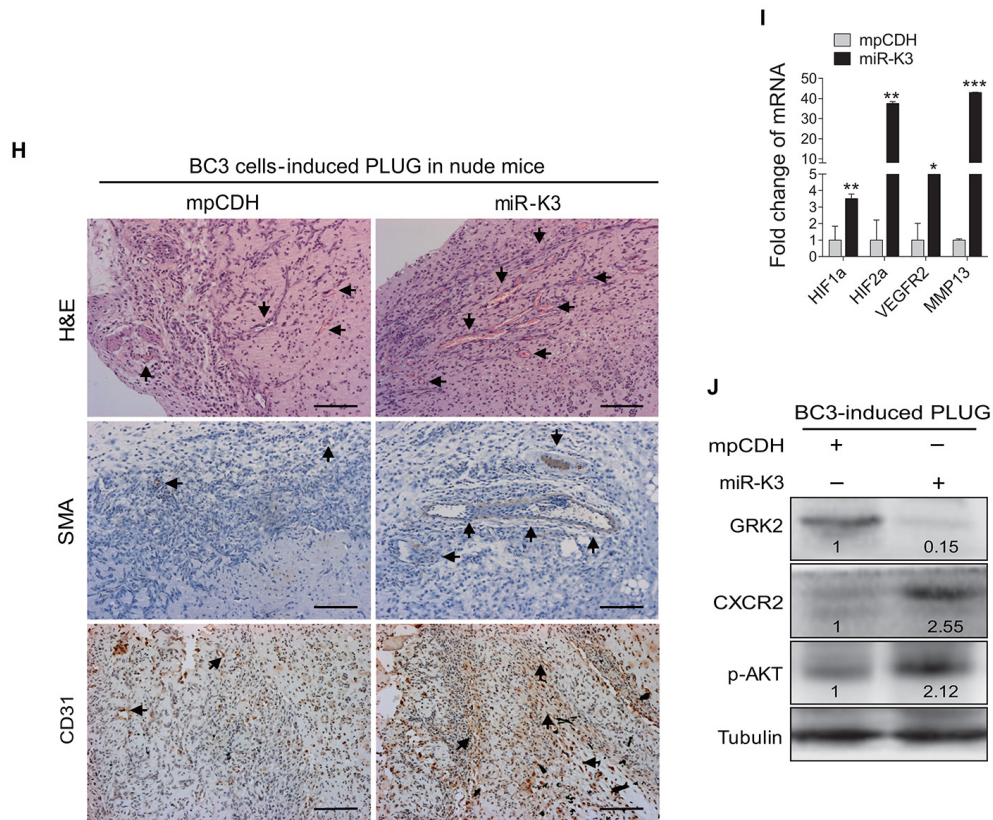 H
BC3 cells-induced PLUG in nude mice
mpCDH miR-K3
H&E
SMA
CD31
I
mpCDH
miR-K3
Fold change of mRNA
50
40
30
20
10
5
4
3
2
1
0
** ** * ***
HIF1a HIF2a VEGFR2 MMP13
J
BC3-induced PLUG
mpCDH + –
miR-K3 – +
GRK2 1 0.15
CXCR2 1 2.55
p-AKT 1 2.12
Tubulin